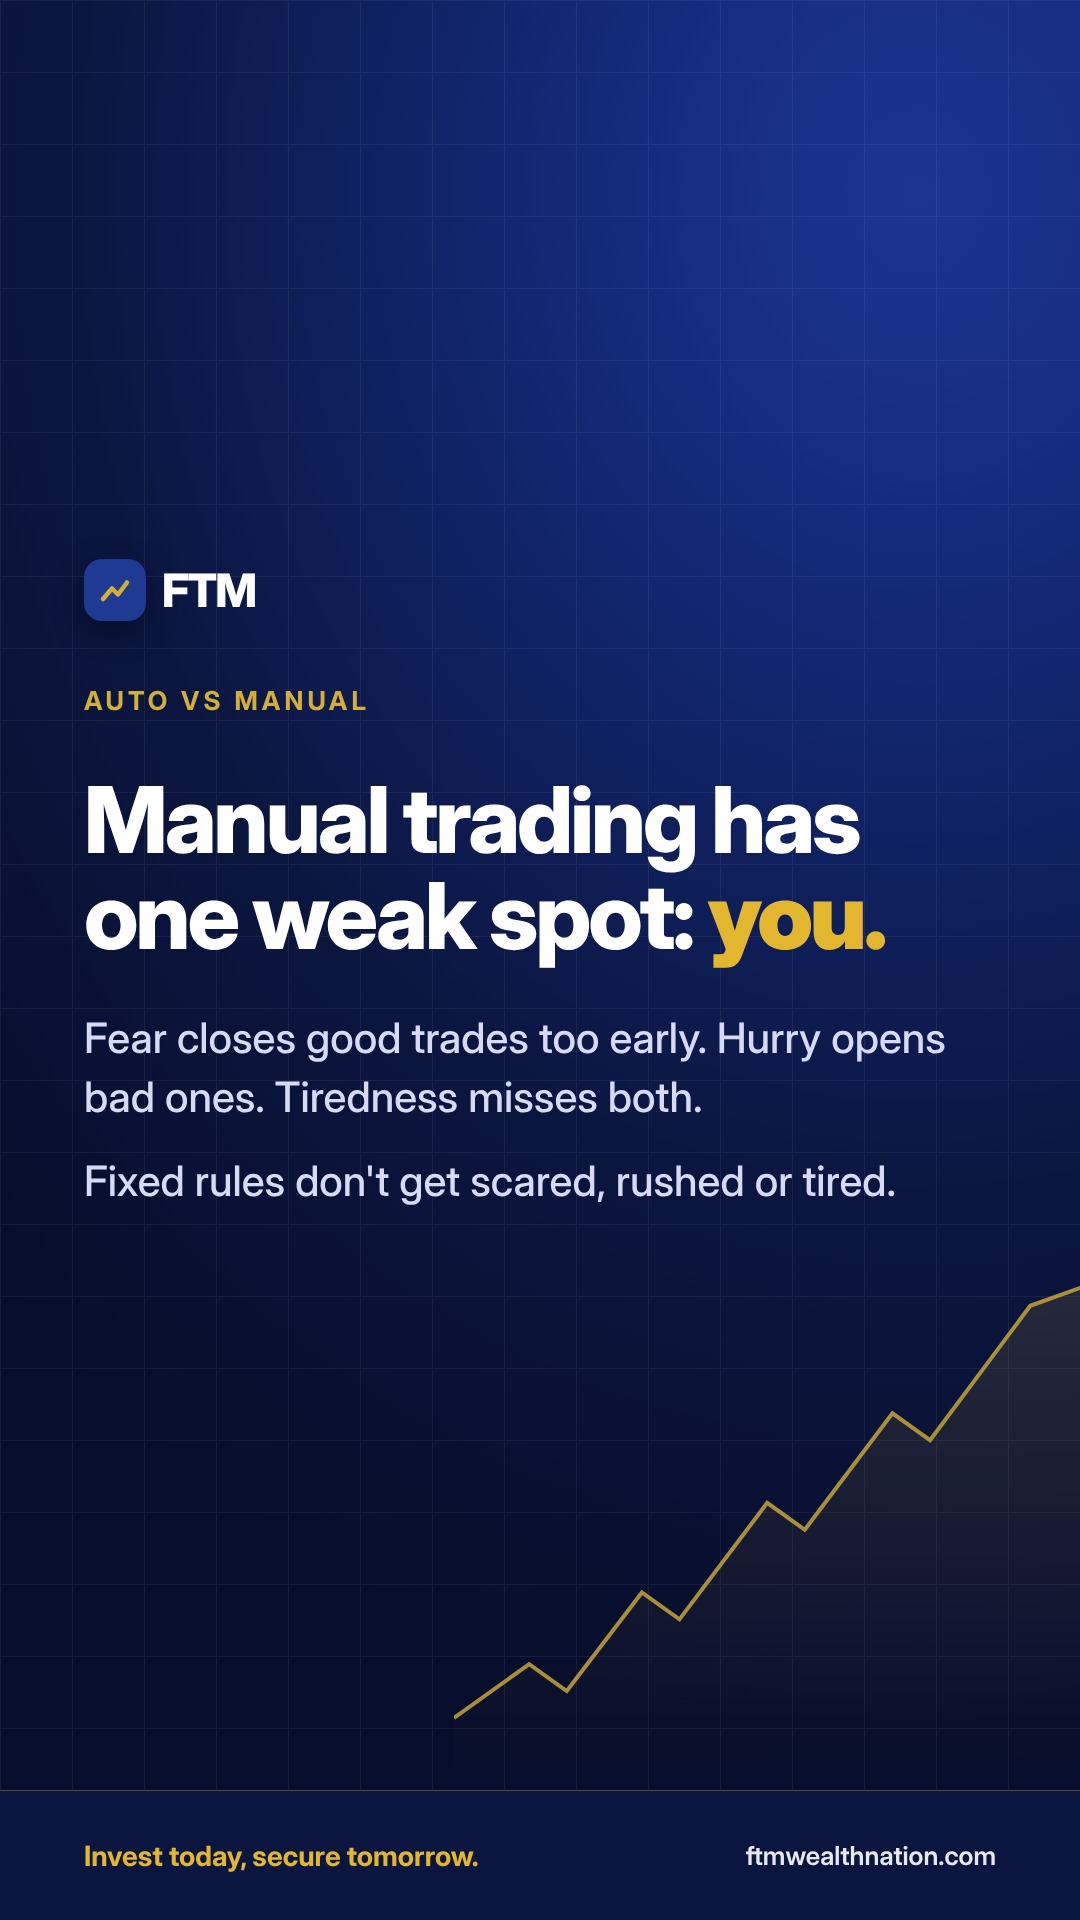 FTM
AUTO VS MANUAL
Manual trading has
one weak spot: you.
Fear closes good trades too early. Hurry opens
bad ones. Tiredness misses both.
Fixed rules don't get scared, rushed or tired.
Invest today, secure tomorrow.
ftmwealthnation.com